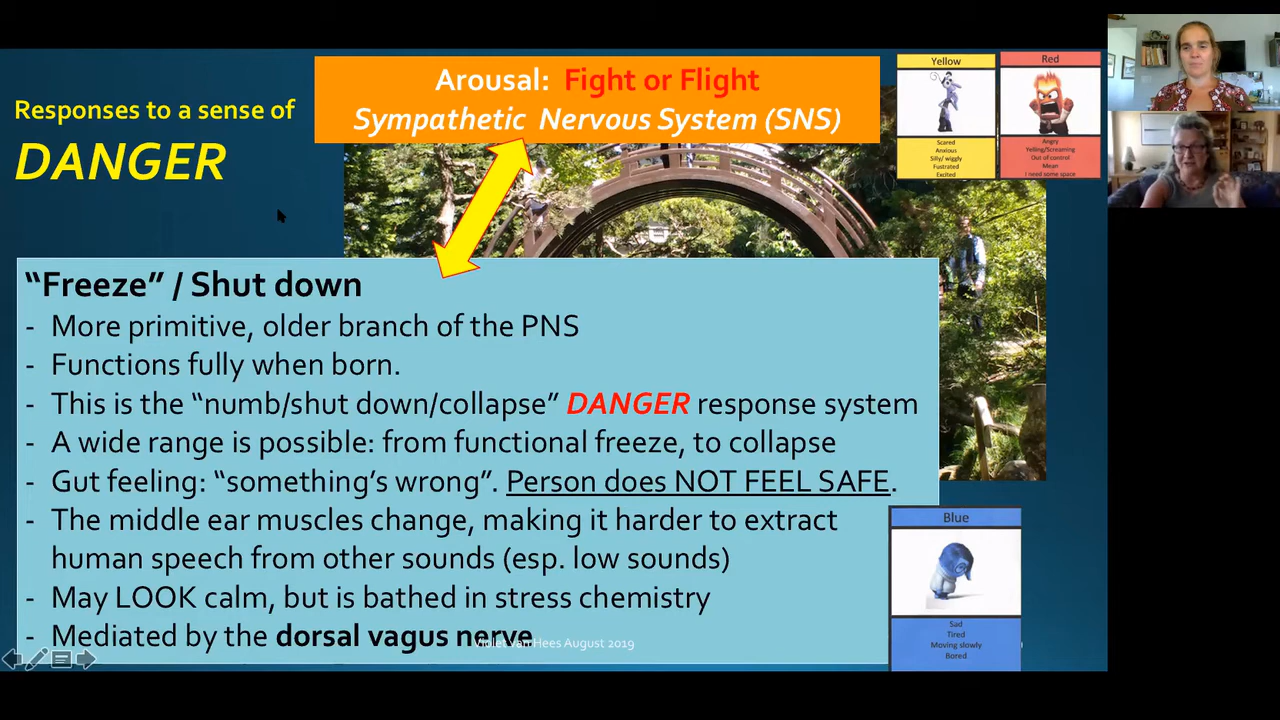 Responses to a sense of
DANGER
Arousal: Fight or Flight
Sympathetic Nervous System (SNS)
Yellow
Scared
Anxious
Silly/ wiggly
Fustrated
Excited
Red
Angry
Yelling/Screaming
Out of control
Mean
I need some space
“Freeze” / Shut down
- More primitive, older branch of the PNS
- Functions fully when born.
- This is the “numb/shut down/collapse” DANGER response system
- A wide range is possible: from functional freeze, to collapse
- Gut feeling: “something’s wrong”. Person does NOT FEEL SAFE.
- The middle ear muscles change, making it harder to extract
human speech from other sounds (esp. low sounds)
- May LOOK calm, but is bathed in stress chemistry
- Mediated by the dorsal vagus nerve
Violet van Hees August 2019
Blue
Sad
Tired
Moving slowly
Bored